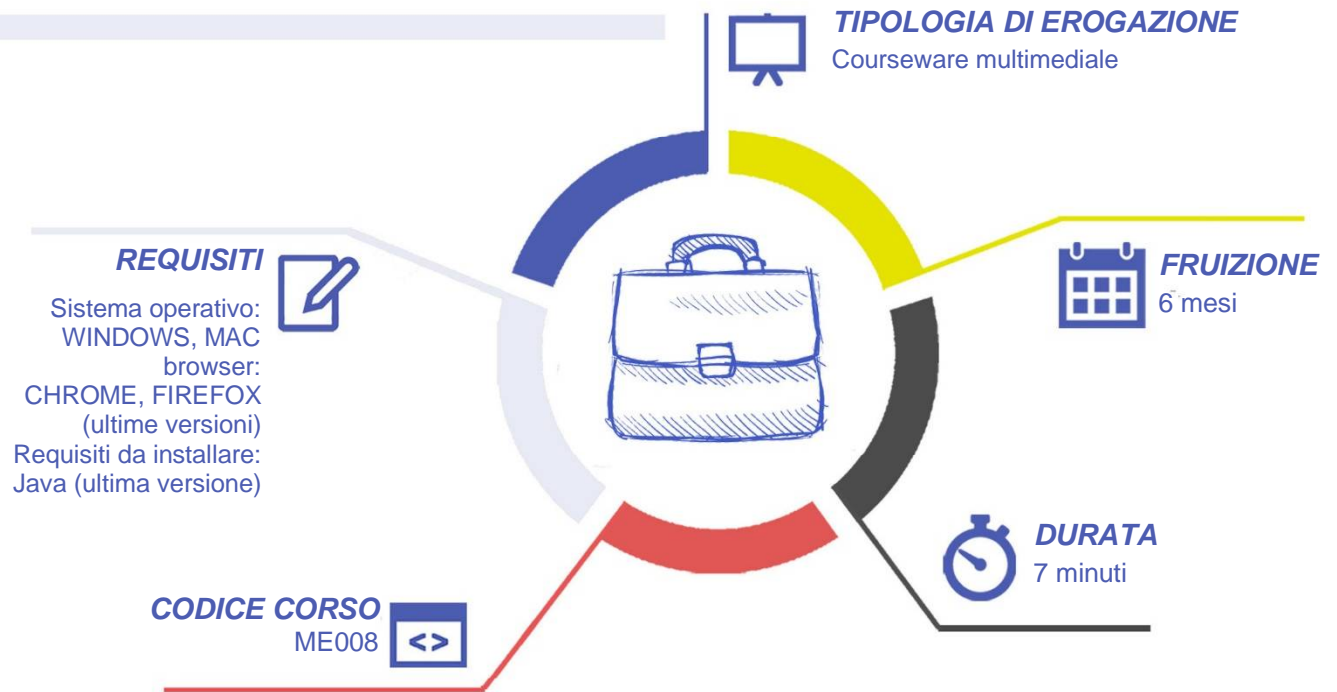 TIPOLOGIA DI EROGAZIONE
Courseware multimediale
REQUISITI
Sistema operativo:
WINDOWS, MAC
browser:
CHROME, FIREFOX
(ultime versioni)
Requisiti da installare:
Java (ultima versione)
FRUIZIONE
6 mesi
DURATA
7 minuti
CODICE CORSO
ME008